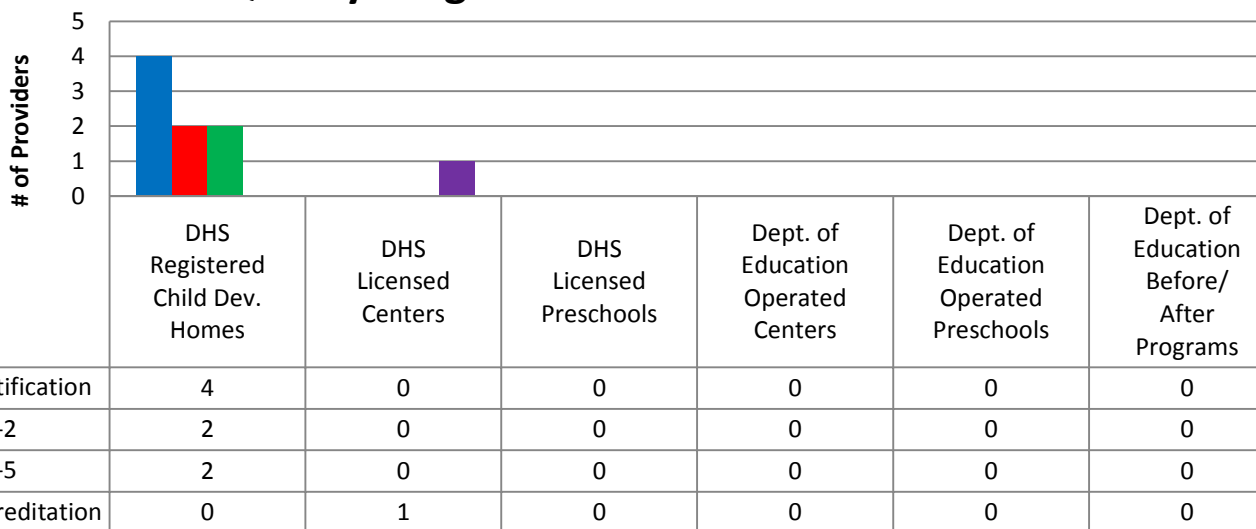 5
4
3
2
1
0
# of Providers
DHS
Registered
Child Dev.
Homes
DHS
Licensed
Centers
DHS
Licensed
Preschools
Dept. of
Education
Operated
Centers
Dept. of
Education
Operated
Preschools
Dept. of
Education
Before/
After
Programs
tification 4 0 0 0 0 0
-2 2 0 0 0 0 0
-5 2 0 0 0 0 0
reditation 0 1 0 0 0 0